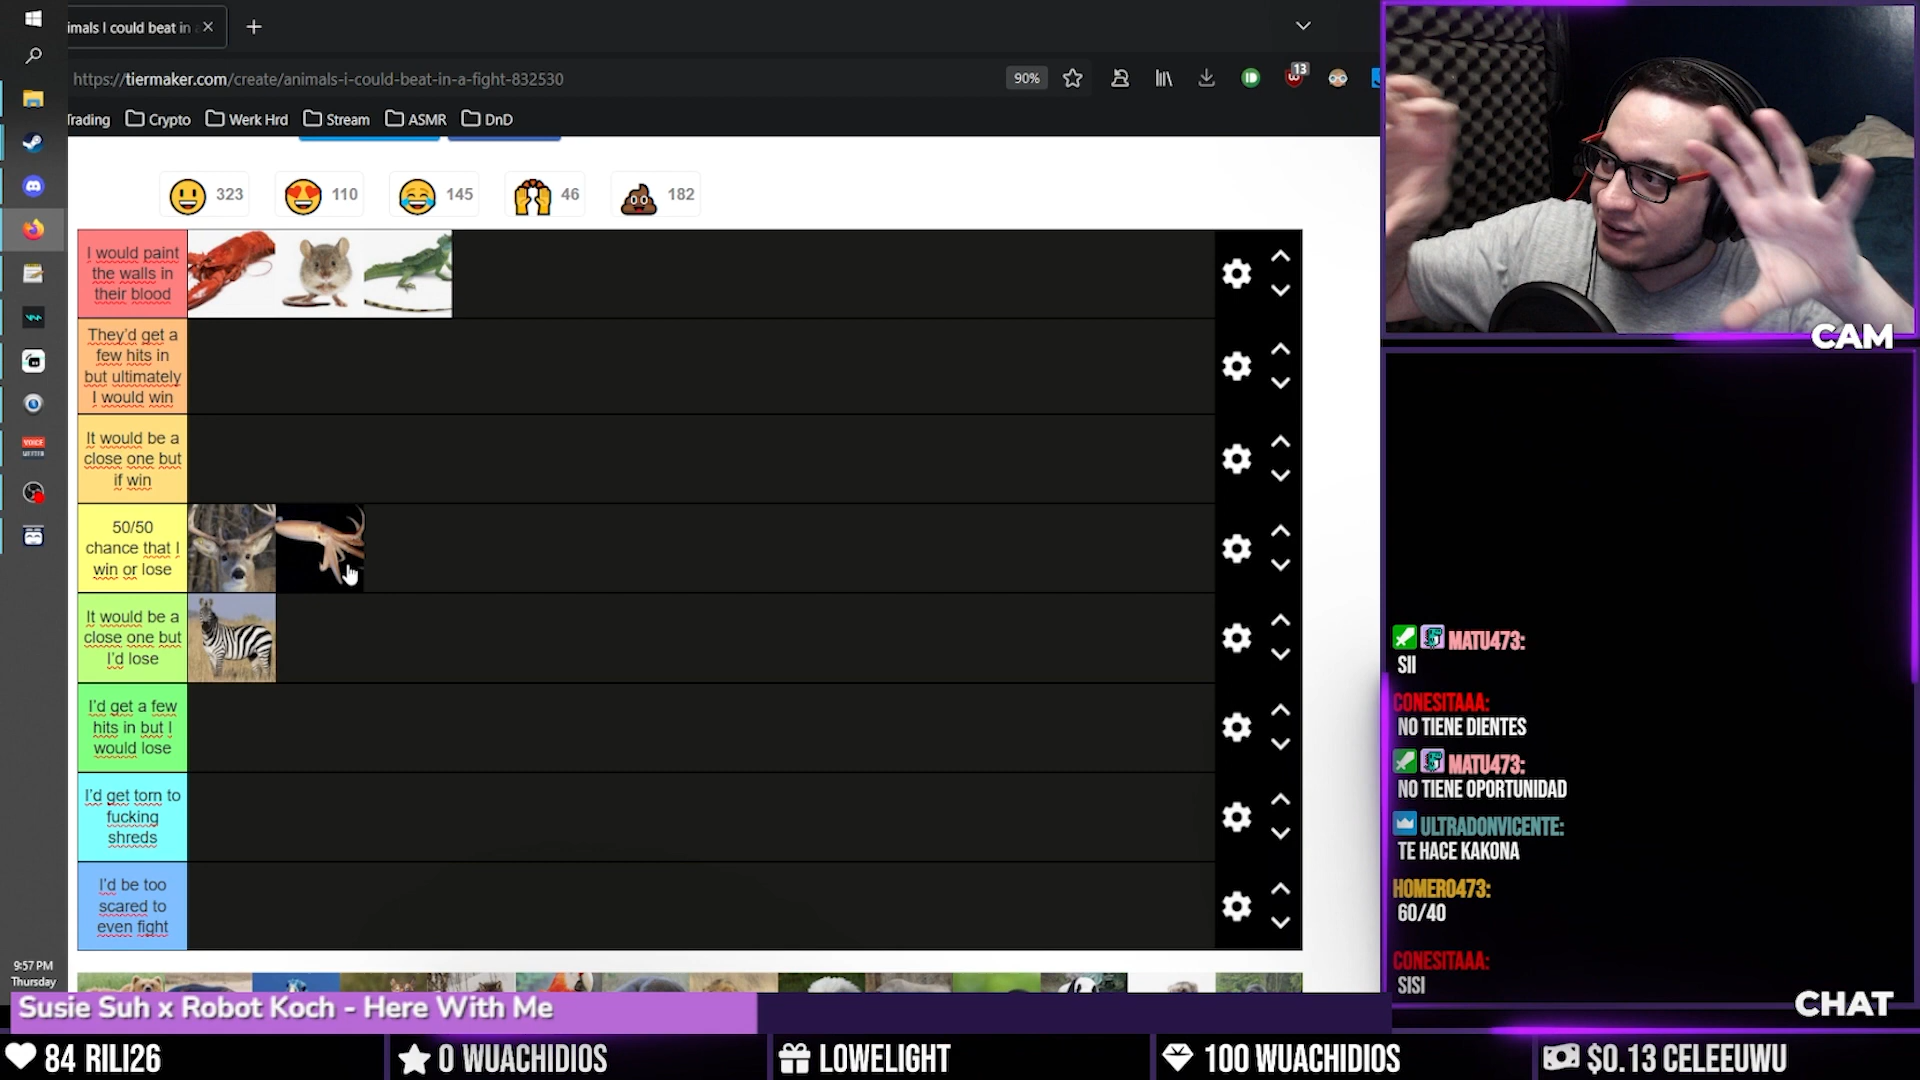 imals I could beat in
https://tiermaker.com/create/animals-i-could-beat-in-a-fight-832530
90%
13
Trading
Crypto
Werk Hrd
Stream
ASMR
DnD
323
110
145
46
182
I would paint
the walls in
their blood
They'd get a
few hits in
but ultimately
I would win
It would be a
close one but
if win
50/50
chance that I
win or lose
It would be a
close one but
I'd lose
I'd get a few
hits in but I
would lose
I'd get torn to
fucking
shreds
I'd be too
scared to
even fight
VOICE
MEETER
9:57 PM
Thursday
CAM
MATU473:
SII
CONESITAAA:
NO TIENE DIENTES
MATU473:
NO TIENE OPORTUNIDAD
ULTRADONVICENTE:
TE HACE KAKONA
HOMERO473:
60/40
CONESITAAA:
SISI
CHAT
Susie Suh x Robot Koch - Here With Me
84 RILI26
0 WUACHIDIOS
LOWELIGHT
100 WUACHIDIOS
$0.13 CELEEUWU